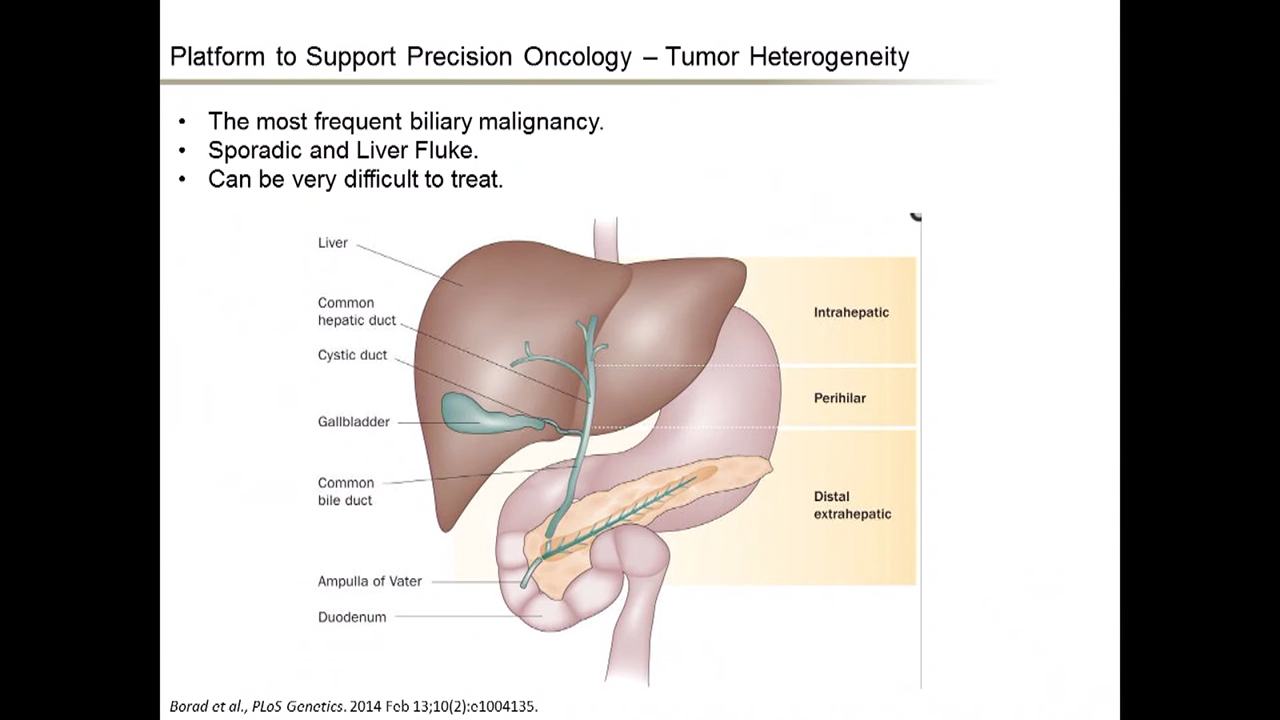 Platform to Support Precision Oncology – Tumor Heterogeneity
• The most frequent biliary malignancy.
• Sporadic and Liver Fluke.
• Can be very difficult to treat.
Liver
Common
hepatic duct
Cystic duct
Gallbladder
Common
bile duct
Ampulla of Vater
Duodenum
Intrahepatic
Perihilar
Distal
extrahepatic
Borad et al., PLoS Genetics. 2014 Feb 13;10(2):e1004135.